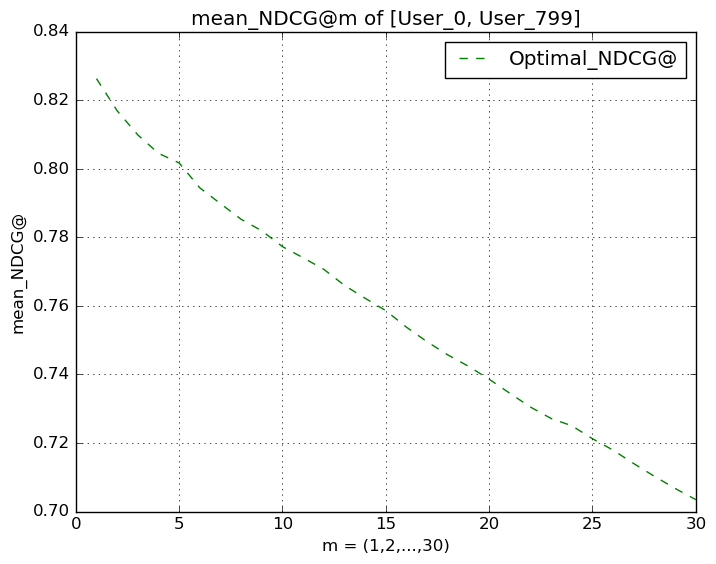 mean_NDCG@m of [User_0, User_799]
Optimal_NDCG@
mean_NDCG@
0.84
0.82
0.80
0.78
0.76
0.74
0.72
0.70
0 5 10 15 20 25 30
m = (1,2,...,30)